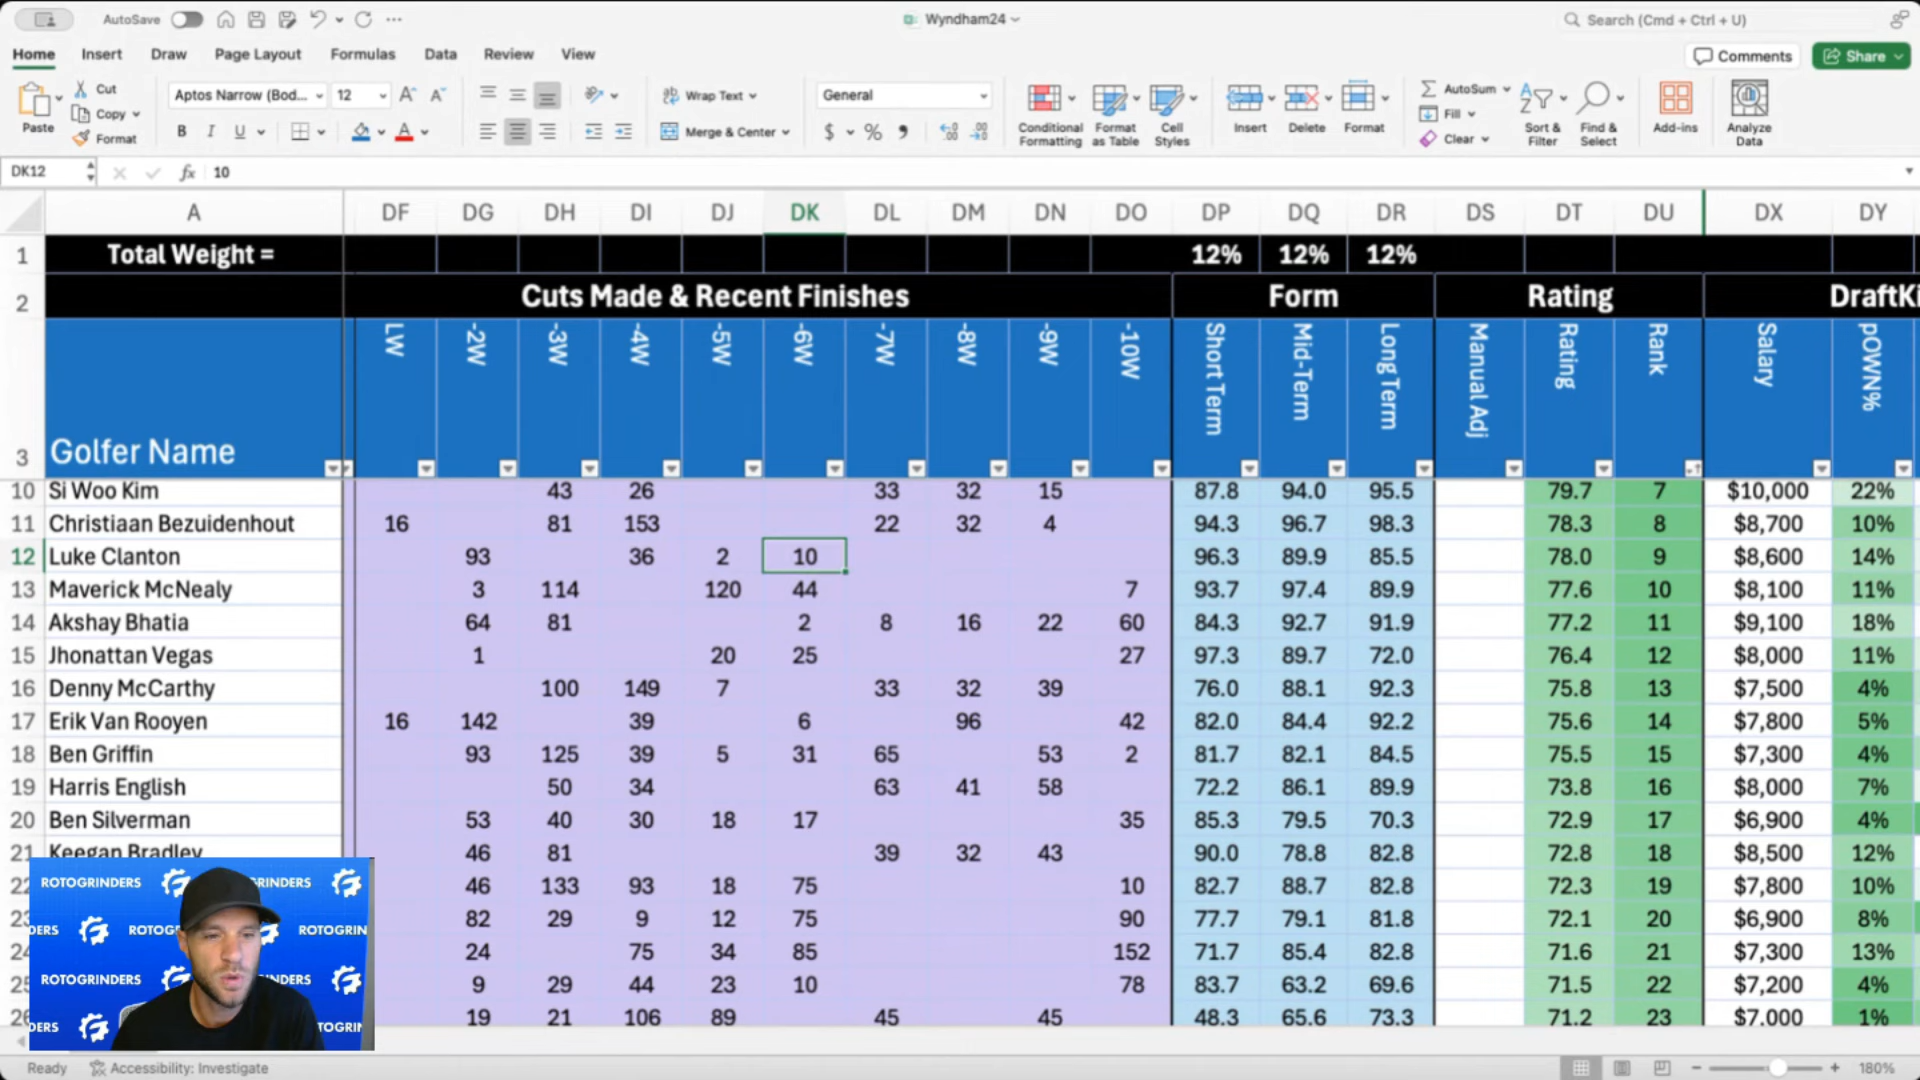 AutoSave Wyndham24 Search (Cmd + Ctrl + U)
Home Insert Draw Page Layout Formulas Data Review View Comments Share
Paste Cut Copy Format Aptos Narrow (Bod... 12 Wrap Text General Conditional Formatting Format as Table Cell Styles Insert Delete Format AutoSum Fill Clear Sort & Filter Find & Select Add-ins Analyze Data
B I U A Merge & Center $ %
DK12 fx 10
A DF DG DH DI DJ DK DL DM DN DO DP DQ DR DS DT DU DX DY
1 Total Weight = 12% 12% 12%
2 Cuts Made & Recent Finishes Form Rating DraftKi
3 Golfer Name LW -2W -3W -4W -5W -6W -7W -8W -9W -10W Short Term Mid-Term Long Term Manual Adj Rating Rank Salary pOWN%
10 Si Woo Kim 43 26 33 32 15 87.8 94.0 95.5 79.7 7 $10,000 22%
11 Christiaan Bezuidenhout 16 81 153 22 32 4 94.3 96.7 98.3 78.3 8 $8,700 10%
12 Luke Clanton 93 36 2 10 96.3 89.9 85.5 78.0 9 $8,600 14%
13 Maverick McNealy 3 114 120 44 7 93.7 97.4 89.9 77.6 10 $8,100 11%
14 Akshay Bhatia 64 81 2 8 16 22 60 84.3 92.7 91.9 77.2 11 $9,100 18%
15 Jhonattan Vegas 1 20 25 27 97.3 89.7 72.0 76.4 12 $8,000 11%
16 Denny McCarthy 100 149 7 33 32 39 76.0 88.1 92.3 75.8 13 $7,500 4%
17 Erik Van Rooyen 16 142 39 6 96 42 82.0 84.4 92.2 75.6 14 $7,800 5%
18 Ben Griffin 93 125 39 5 31 65 53 2 81.7 82.1 84.5 75.5 15 $7,300 4%
19 Harris English 50 34 63 41 58 72.2 86.1 89.9 73.8 16 $8,000 7%
20 Ben Silverman 53 40 30 18 17 35 85.3 79.5 70.3 72.9 17 $6,900 4%
21 Keegan Bradley 46 81 39 32 43 90.0 78.8 82.8 72.8 18 $8,500 12%
22 46 133 93 18 75 10 82.7 88.7 82.8 72.3 19 $7,800 10%
23 82 29 9 12 75 90 77.7 79.1 81.8 72.1 20 $6,900 8%
24 24 75 34 85 152 71.7 85.4 82.8 71.6 21 $7,300 13%
25 9 29 44 23 10 78 83.7 63.2 69.6 71.5 22 $7,200 4%
26 19 21 106 89 45 45 48.3 65.6 73.3 71.2 23 $7,000 1%
ROTOGRINDERS RINDERS
DERS ROTOG ROTOGRIN
ROTOGRINDERS INDERS
DERS TOGRIN
Ready Accessibility: Investigate 180%